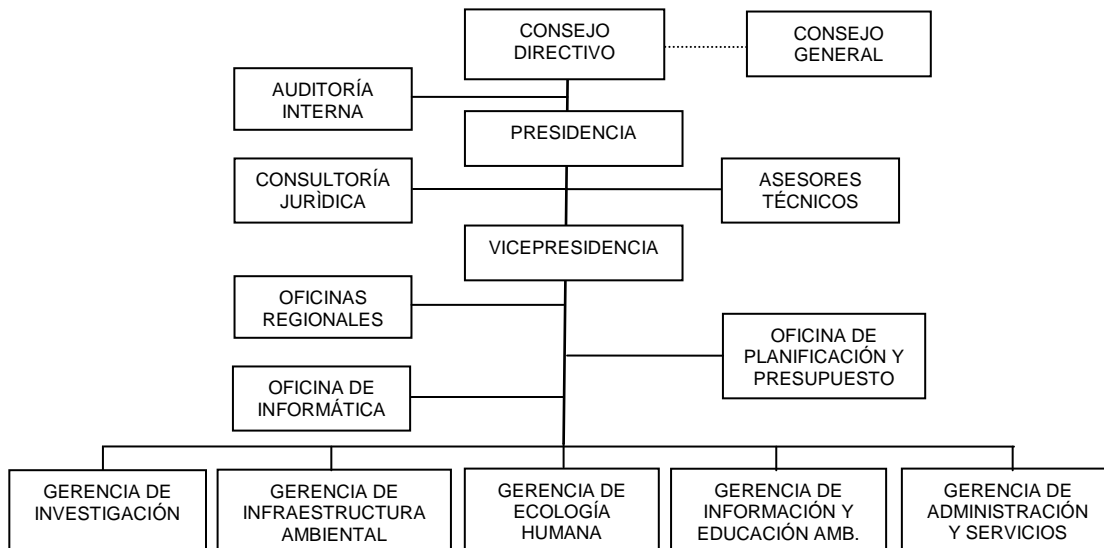 CONSEJO
DIRECTIVO
CONSEJO
GENERAL
AUDITORÍA
INTERNA
PRESIDENCIA
CONSULTORÍA
JURÌDICA
ASESORES
TÉCNICOS
VICEPRESIDENCIA
OFICINAS
REGIONALES
OFICINA DE
PLANIFICACIÓN Y
PRESUPUESTO
OFICINA DE
INFORMÁTICA
GERENCIA DE
INVESTIGACIÓN
GERENCIA DE
INFRAESTRUCTURA
AMBIENTAL
GERENCIA DE
ECOLOGÍA
HUMANA
GERENCIA DE
INFORMACIÓN Y
EDUCACIÓN AMB.
GERENCIA DE
ADMINISTRACIÓN
Y SERVICIOS